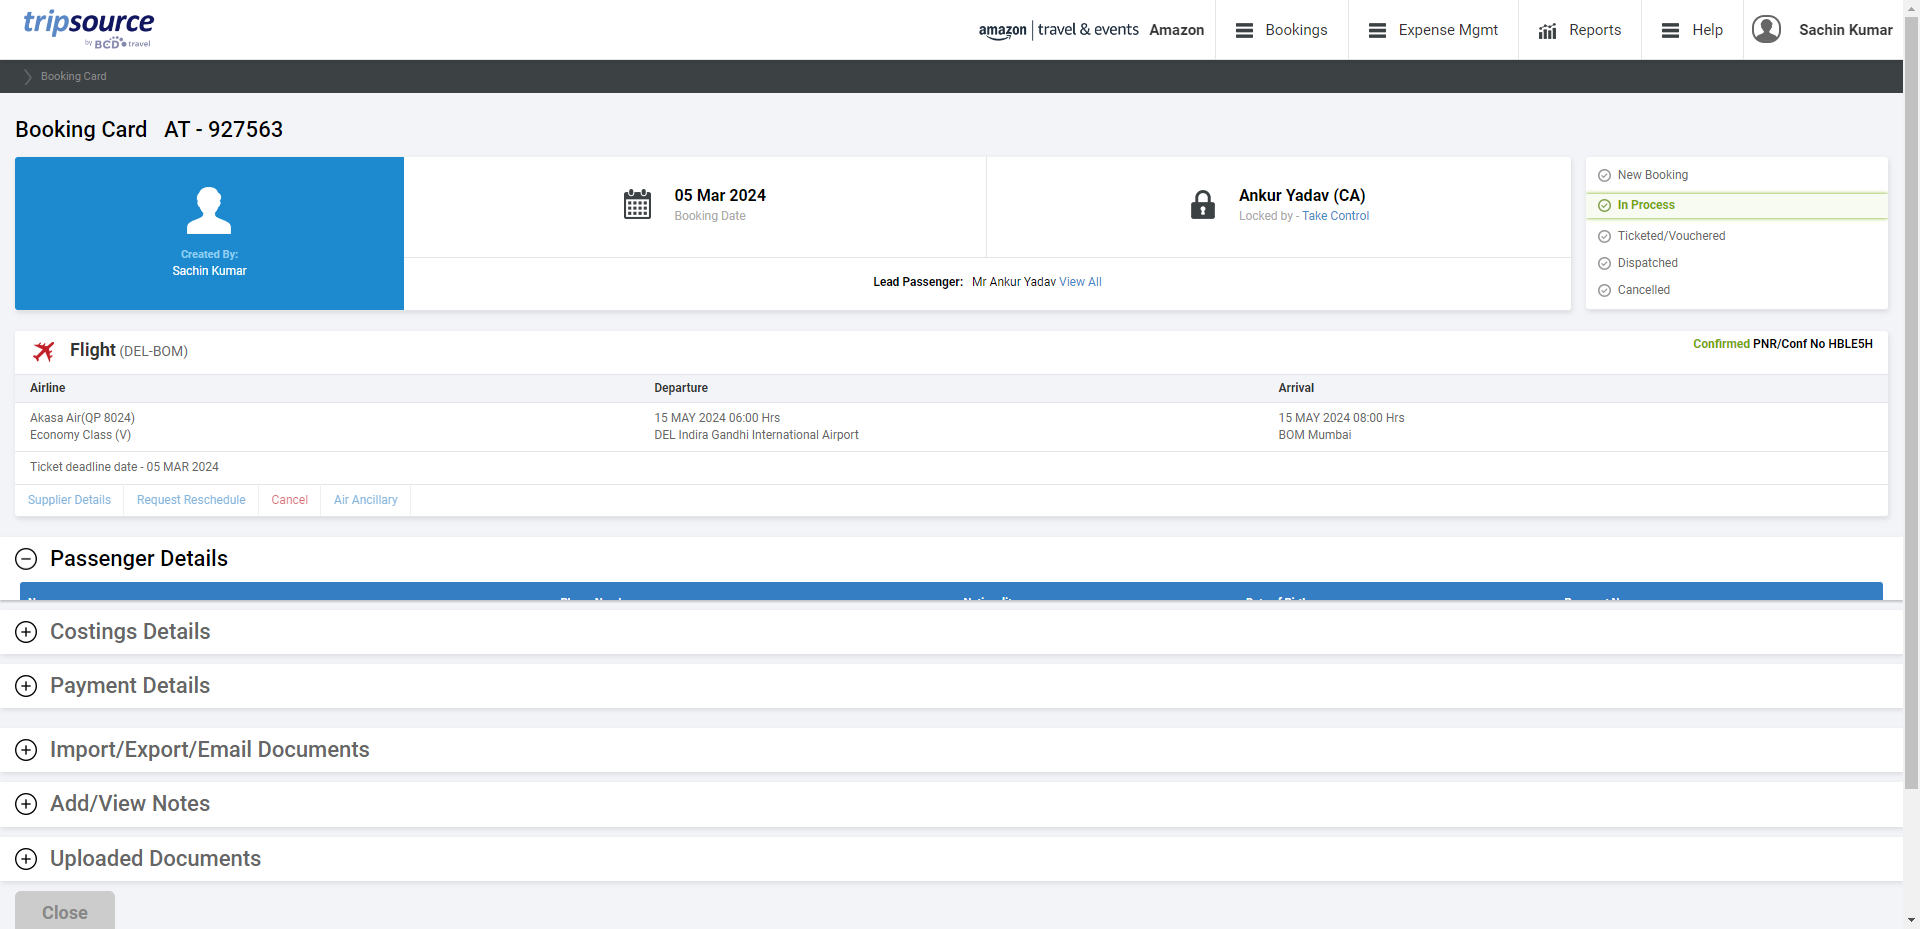 tripsource
by BCD travel
amazon | travel & events Amazon
Bookings
Expense Mgmt
Reports
Help
Sachin Kumar
Booking Card
Booking Card AT - 927563
Created By:
Sachin Kumar
05 Mar 2024
Booking Date
Ankur Yadav (CA)
Locked by - Take Control
Lead Passenger: Mr Ankur Yadav View All
New Booking
In Process
Ticketed/Vouchered
Dispatched
Cancelled
Flight (DEL-BOM)
Confirmed PNR/Conf No HBLE5H
Airline Departure Arrival
Akasa Air(QP 8024) 15 MAY 2024 06:00 Hrs 15 MAY 2024 08:00 Hrs
Economy Class (V) DEL Indira Gandhi International Airport BOM Mumbai
Ticket deadline date - 05 MAR 2024
Supplier Details Request Reschedule Cancel Air Ancillary
Passenger Details
Costings Details
Payment Details
Import/Export/Email Documents
Add/View Notes
Uploaded Documents
Close